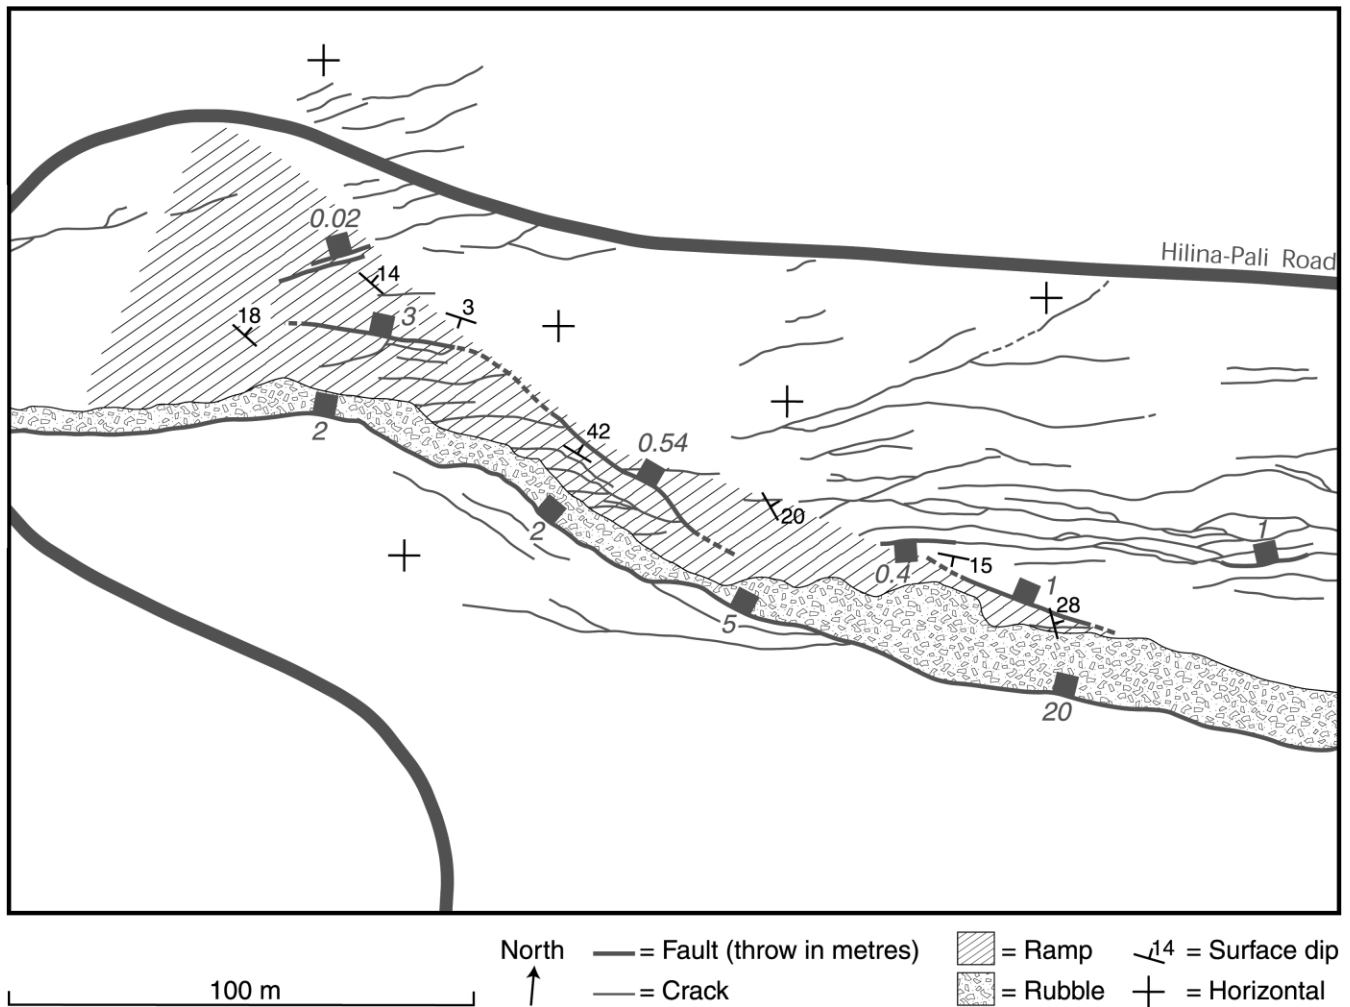 0.02
Hilina-Pali Road
14
18
3
3
2
42
0.54
20
2
1
15
0.4
1
28
5
20
North
= Fault (throw in metres)
= Ramp
14 = Surface dip
100 m
= Crack
= Rubble
= Horizontal